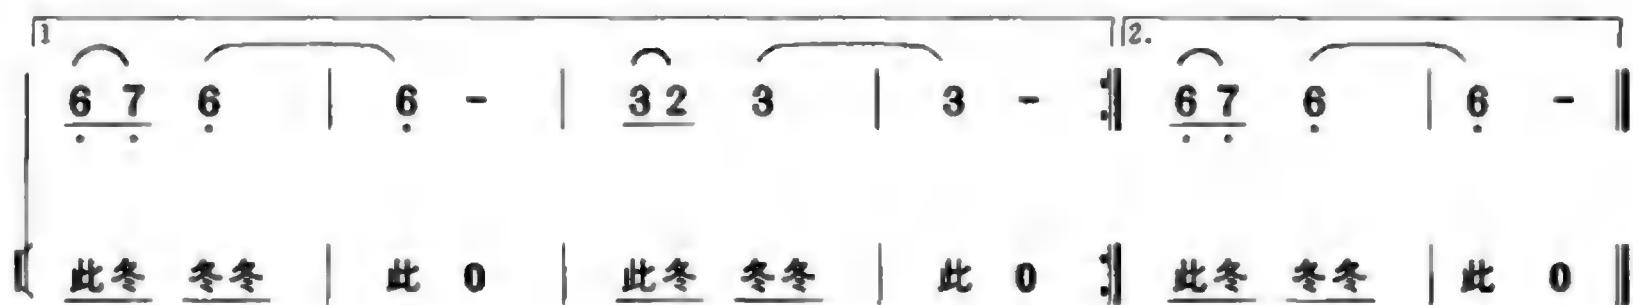 1 2.
6 7 6 | 6 - | 3 2 3 | 3 - :‖ 6 7 6 | 6 - ‖
此冬 冬冬 | 此 0 | 此冬 冬冬 | 此 0 :‖ 此冬 冬冬 | 此 0 ‖